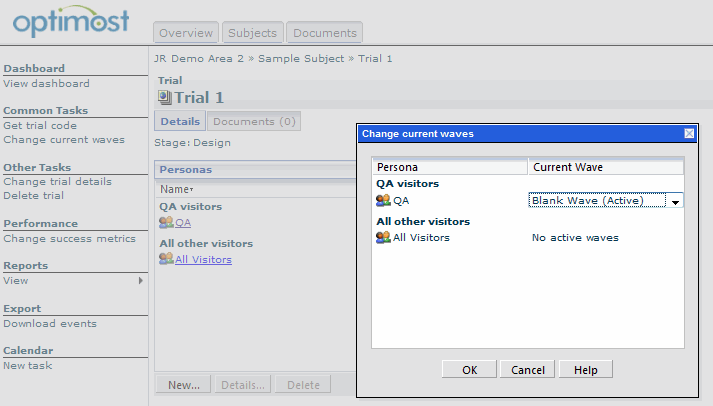 optimost
Overview Subjects Documents
JR Demo Area 2 » Sample Subject » Trial 1
Dashboard
View dashboard
Common Tasks
Get trial code
Change current waves
Other Tasks
Change trial details
Delete trial
Performance
Change success metrics
Reports
View
Export
Download events
Calendar
New task
Trial
Trial 1
Details Documents (0)
Stage: Design
Personas
Name
QA visitors
QA
All other visitors
All Visitors
New... Details... Delete
Change current waves
Persona Current Wave
QA visitors
QA Blank Wave (Active)
All other visitors
All Visitors No active waves
OK Cancel Help